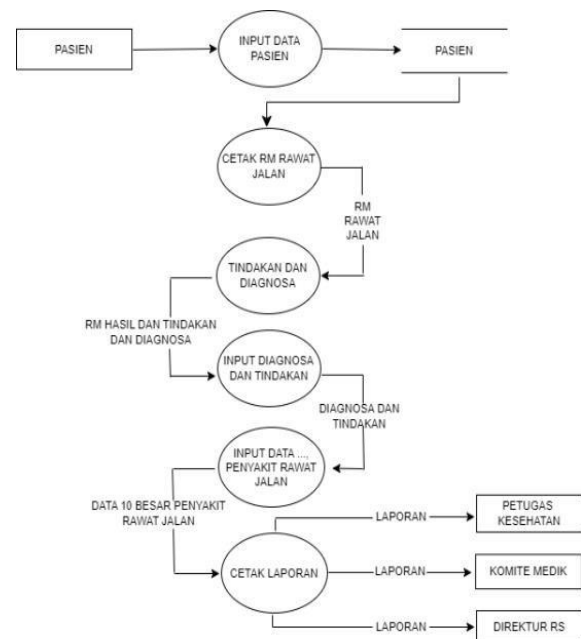 PASIEN
INPUT DATA
PASIEN
PASIEN
CETAK RM RAWAT
JALAN
RM
RAWAT
JALAN
TINDAKAN DAN
DIAGNOSA
RM HASIL DAN TINDAKAN
DAN DIAGNOSA
INPUT DIAGNOSA
DAN TINDAKAN
DIAGNOSA DAN
TINDAKAN
INPUT DATA ...,
PENYAKIT RAWAT
JALAN
DATA 10 BESAR PENYAKIT
RAWAT JALAN
CETAK LAPORAN
LAPORAN
PETUGAS
KESEHATAN
LAPORAN
KOMITE MEDIK
LAPORAN
DIREKTUR RS